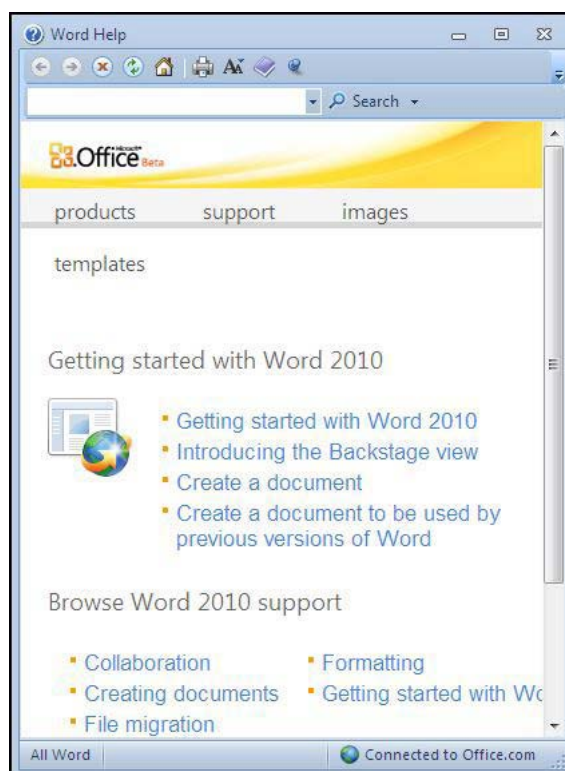 Word Help
Search
Microsoft®
Office Beta
products support images
templates
Getting started with Word 2010
Getting started with Word 2010
Introducing the Backstage view
Create a document
Create a document to be used by
previous versions of Word
Browse Word 2010 support
Collaboration Formatting
Creating documents Getting started with Wo
File migration
All Word Connected to Office.com